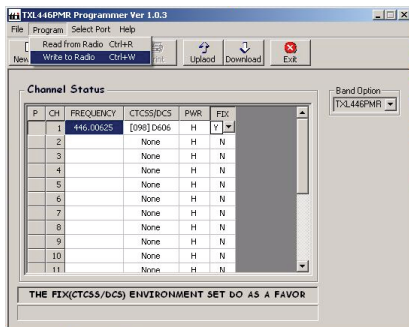 TXL446PMR Programmer Ver 1.0.3
File Program Select Port Help
Read from Radio Ctrl+R
Write to Radio Ctrl+W
New Uplaod Download Exit
Channel Status
Band Option
TXL446PMR
P CH FREQUENCY CTCSS/DCS PWR FIX
1 446.00625 [098] D606 H Y
2 None H N
3 None H N
4 None H N
5 None H N
6 None H N
7 None H N
8 None H N
9 None H N
10 None H N
11 None H N
THE FIX(CTCSS/DCS) ENVIRONMENT SET DO AS A FAVOR